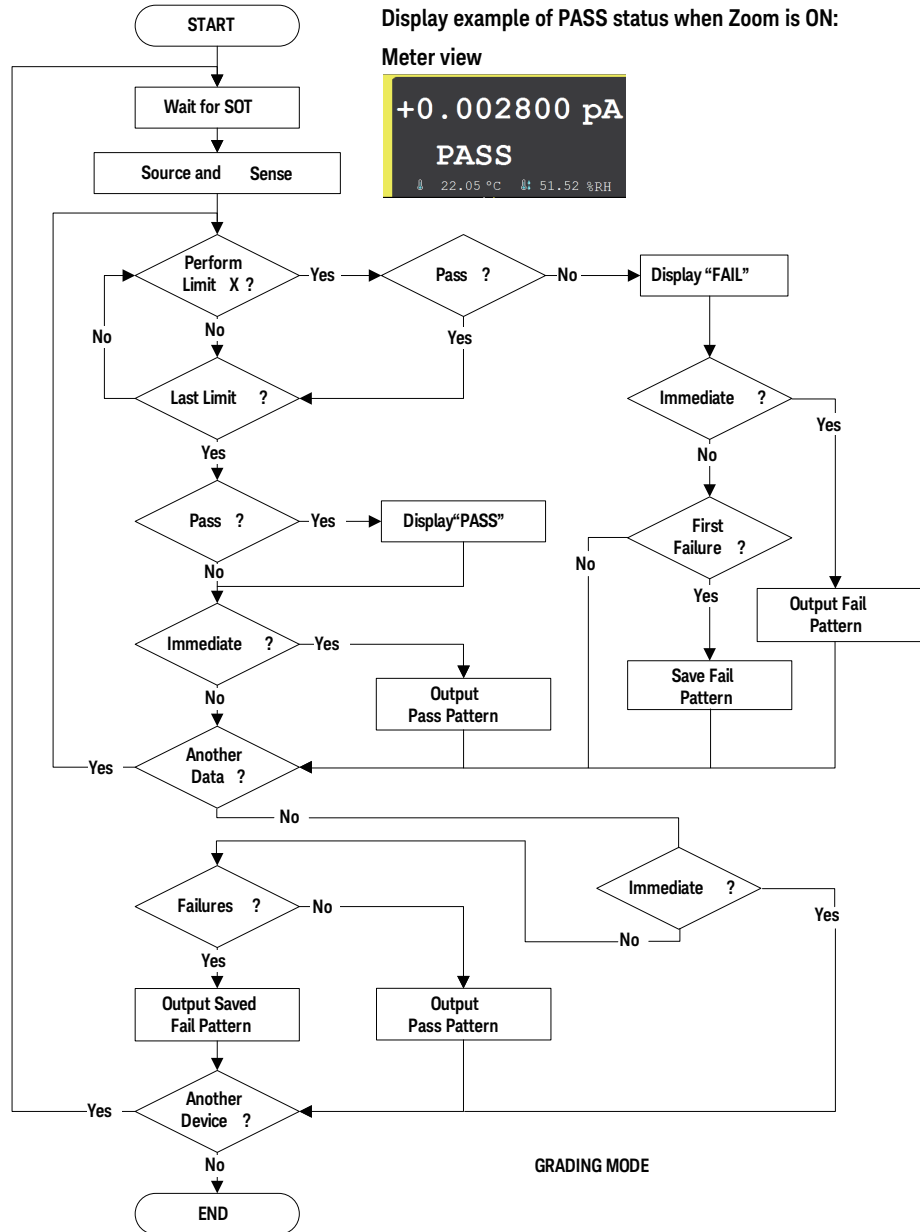 START
Display example of PASS status when Zoom is ON:
Meter view
+0.002800 pA
PASS
22.05 °C 51.52 %RH
Wait for SOT
Source and Sense
Perform
Limit X ?
Yes
Pass ?
No
Display “FAIL”
No
No
Yes
Last Limit ?
Immediate ?
Yes
Yes
No
Pass ?
Yes
Display“PASS”
First
Failure ?
No
No
Yes
Output Fail
Pattern
Immediate ?
Yes
Save Fail
Pattern
No
Output
Pass Pattern
Another
Data ?
Yes
No
Immediate ?
Yes
No
Failures ?
No
Yes
Output Saved
Fail Pattern
Output
Pass Pattern
Another
Device ?
Yes
No
GRADING MODE
END